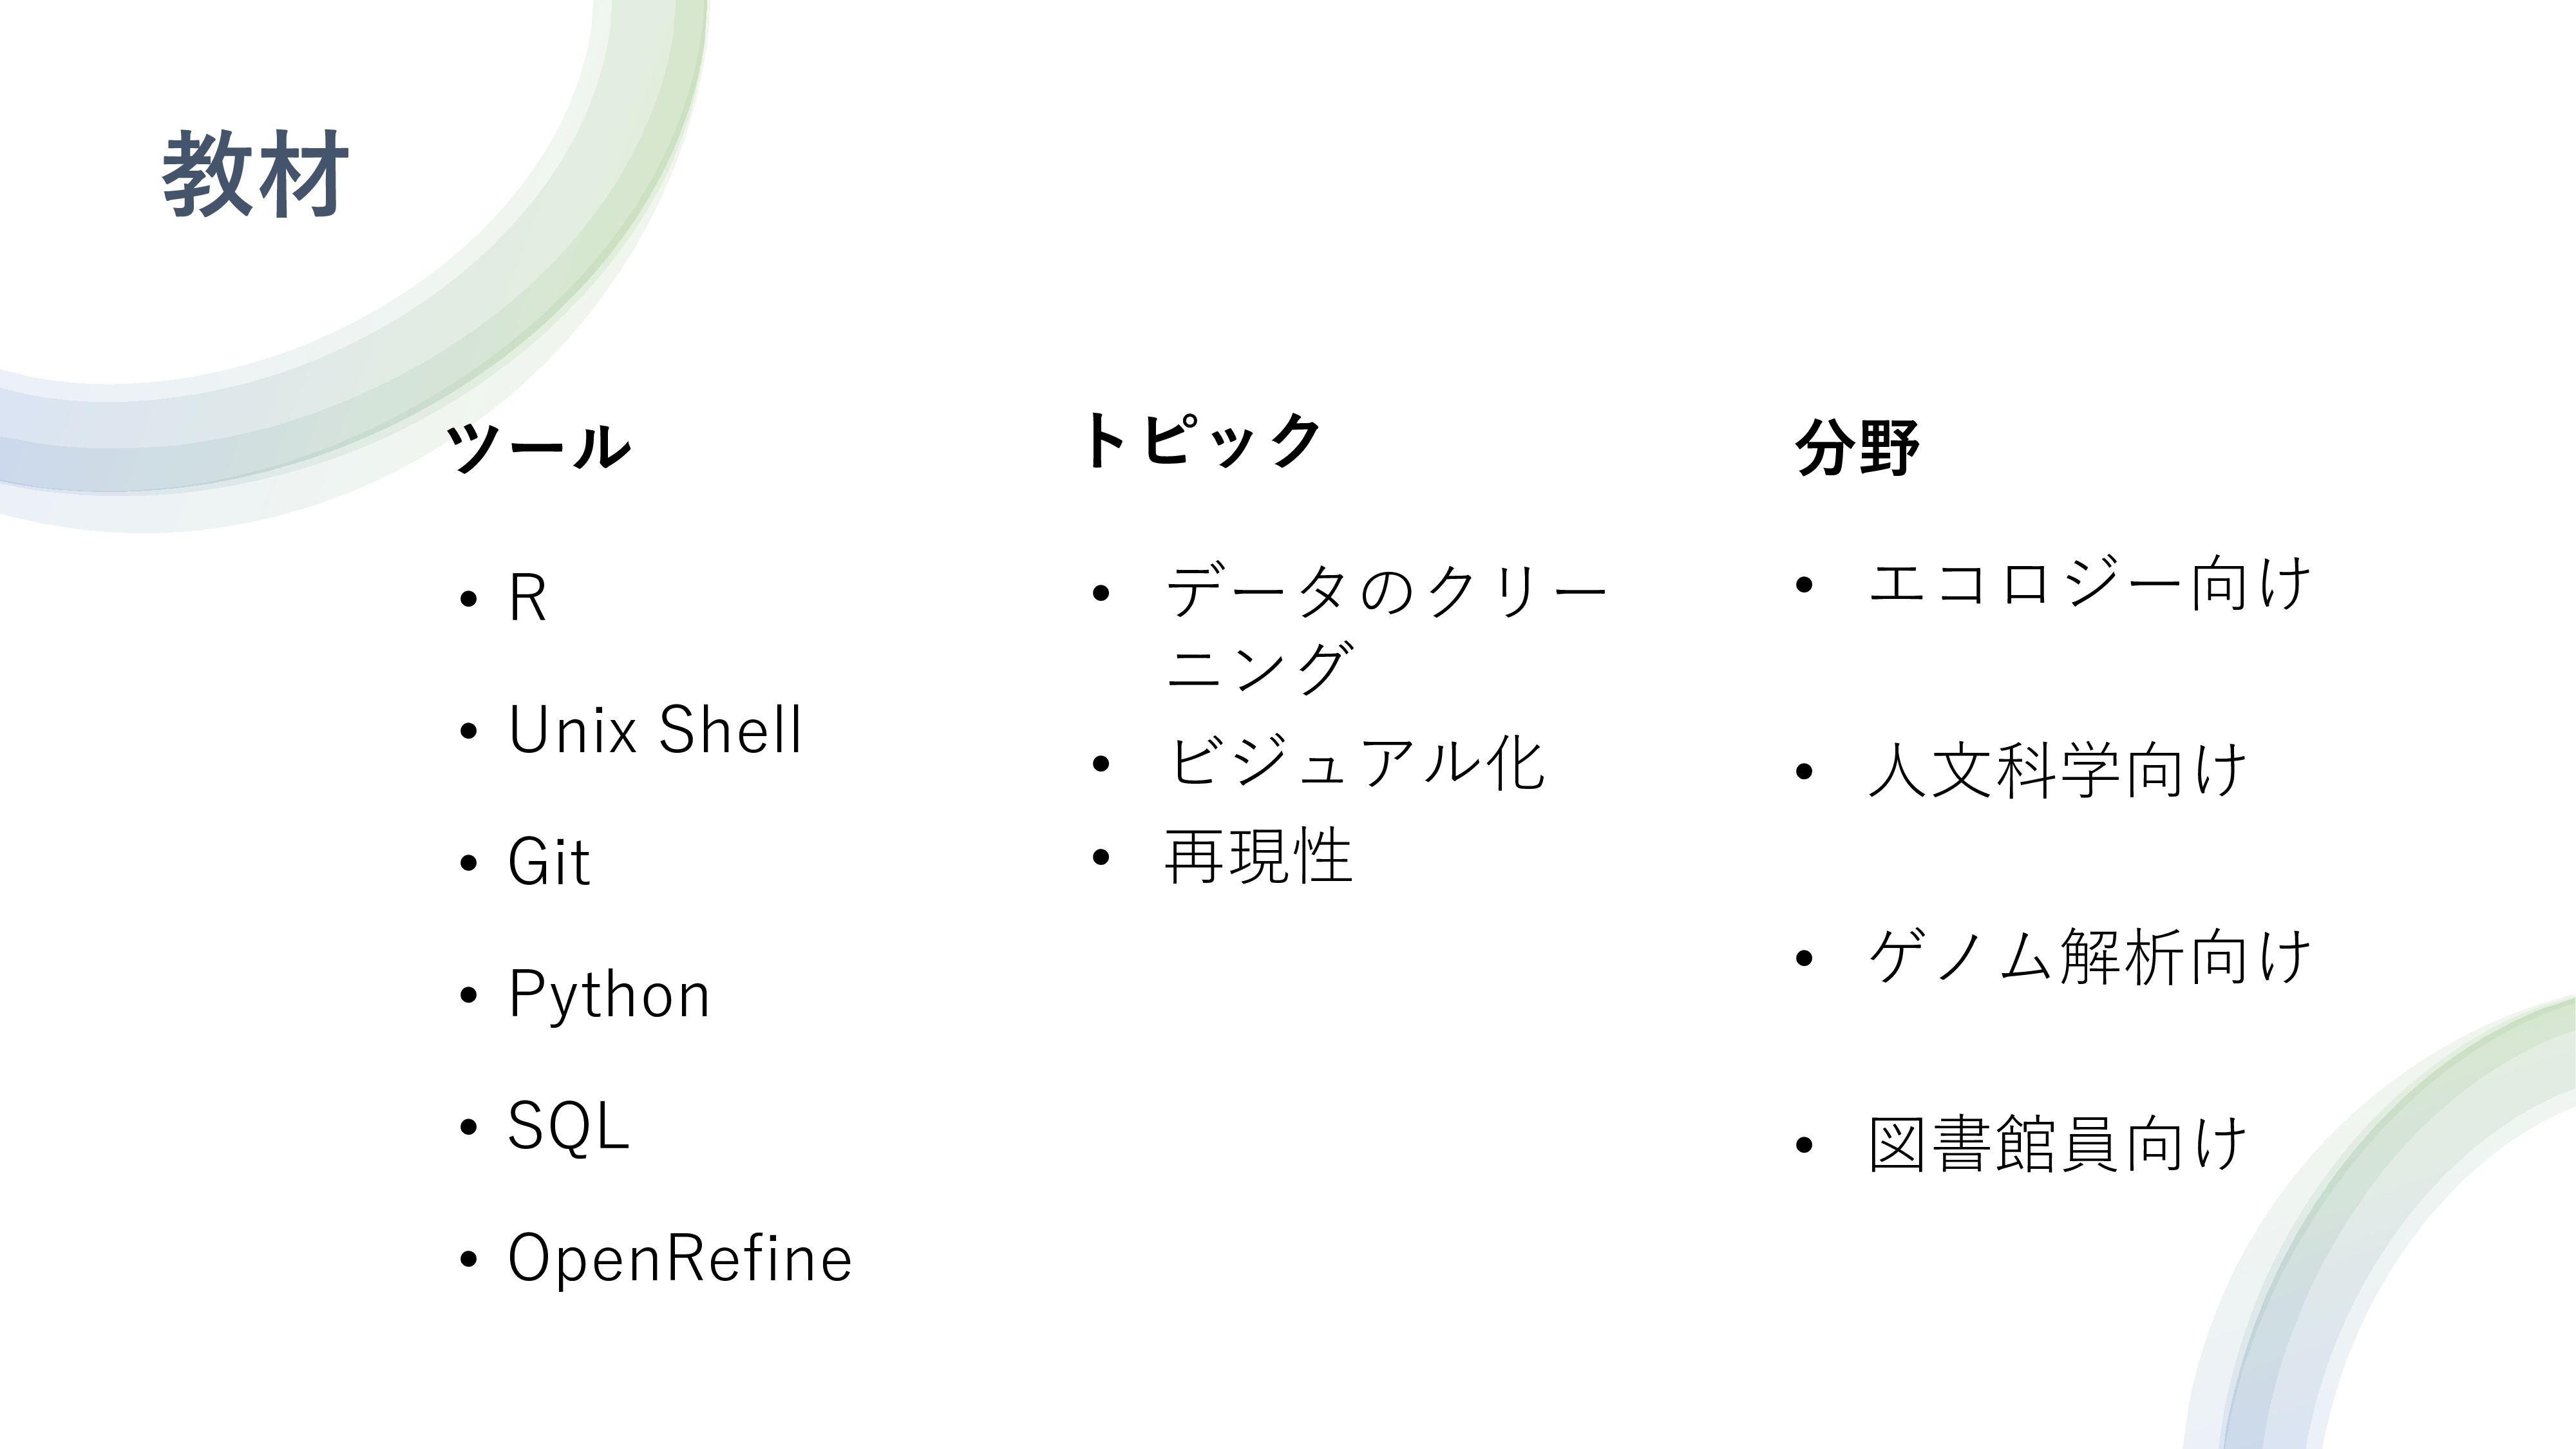 教材
ツール
• R
• Unix Shell
• Git
• Python
• SQL
• OpenRefine
トピック
• データのクリー
ニング
• ビジュアル化
• 再現性
分野
• エコロジー向け
• 人文科学向け
• ゲノム解析向け
• 図書館員向け